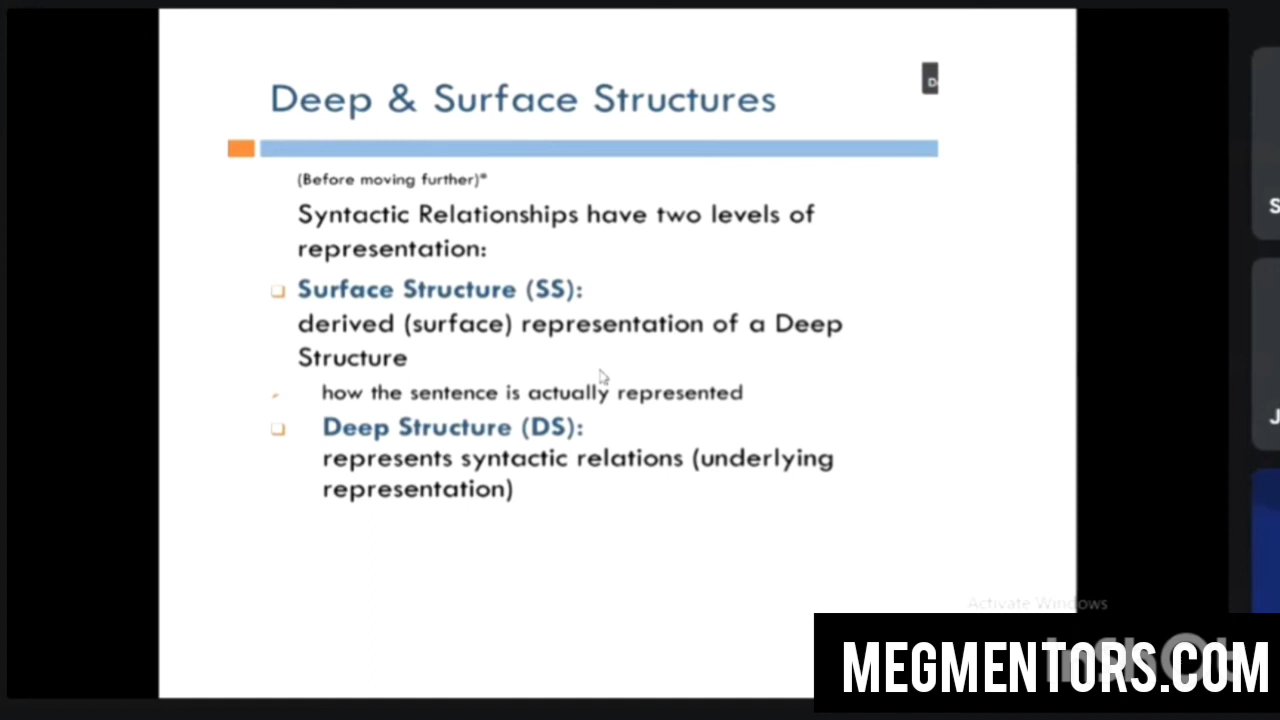 Deep & Surface Structures
D
(Before moving further)*
Syntactic Relationships have two levels of
representation:
Surface Structure (SS):
derived (surface) representation of a Deep
Structure
how the sentence is actually represented
Deep Structure (DS):
represents syntactic relations (underlying
representation)
S
J
Activate Windows
MEGMENTORS.COM